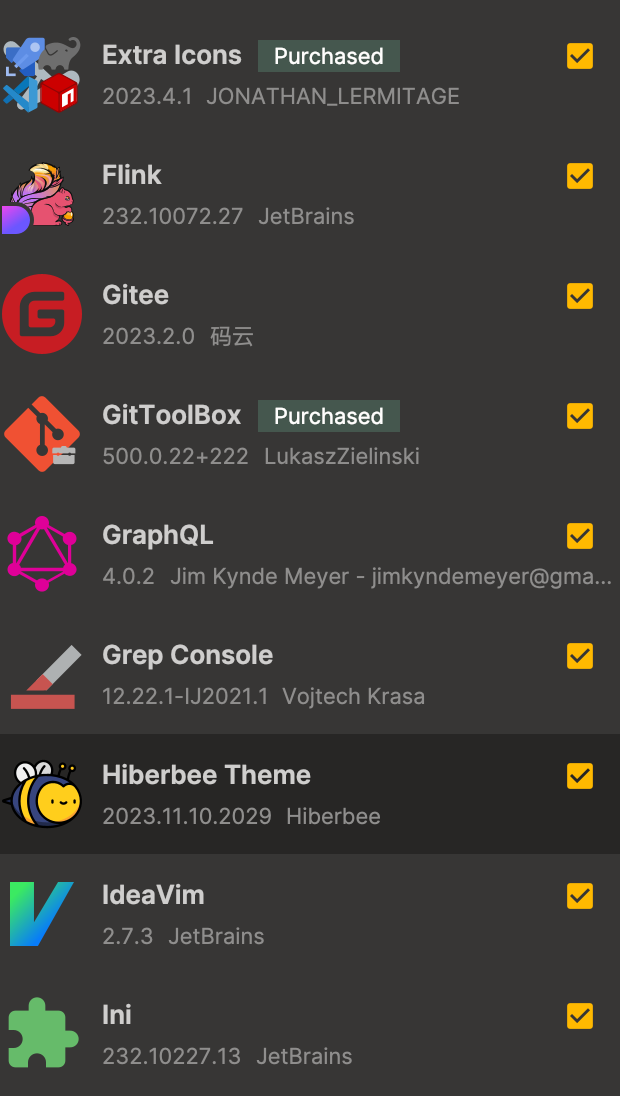 Extra Icons Purchased
2023.4.1 JONATHAN_LERMITAGE
Flink
232.10072.27 JetBrains
Gitee
2023.2.0 码云
GitToolBox Purchased
500.0.22+222 LukaszZielinski
GraphQL
4.0.2 Jim Kynde Meyer - jimkyndemeyer@gma...
Grep Console
12.22.1-IJ2021.1 Vojtech Krasa
Hiberbee Theme
2023.11.10.2029 Hiberbee
IdeaVim
2.7.3 JetBrains
Ini
232.10227.13 JetBrains